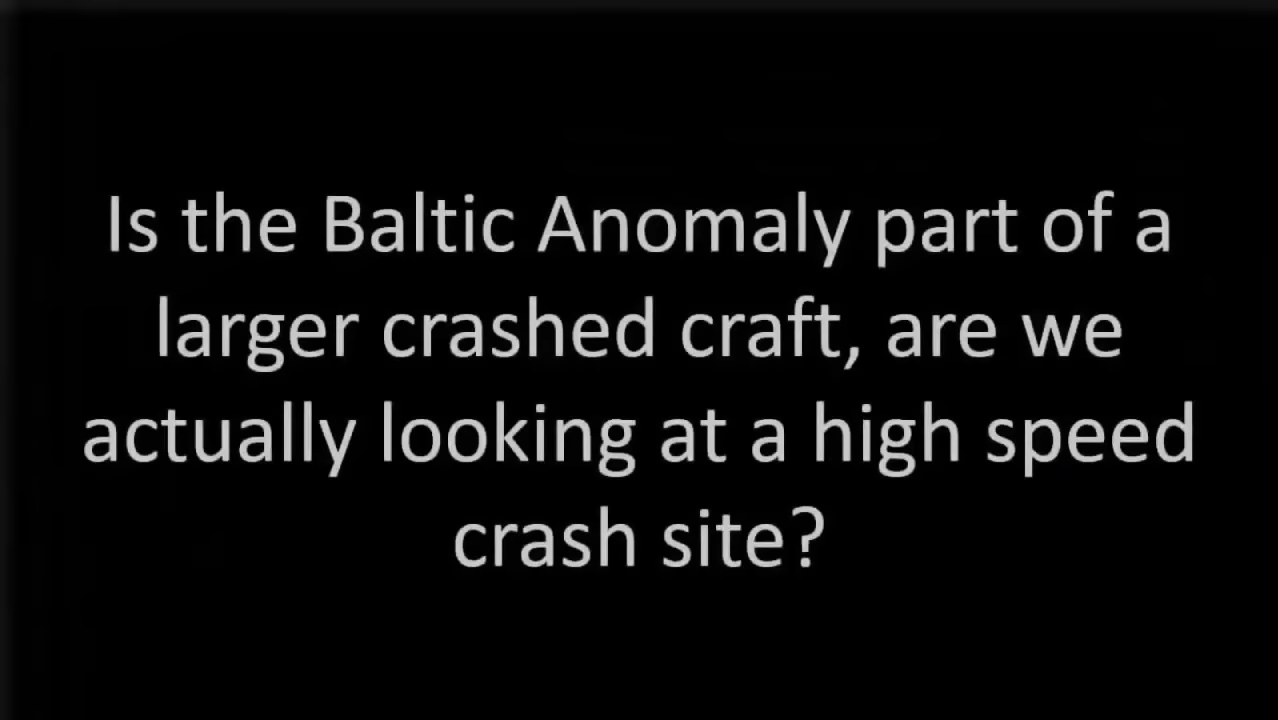 Is the Baltic Anomaly part of a
larger crashed craft, are we
actually looking at a high speed
crash site?